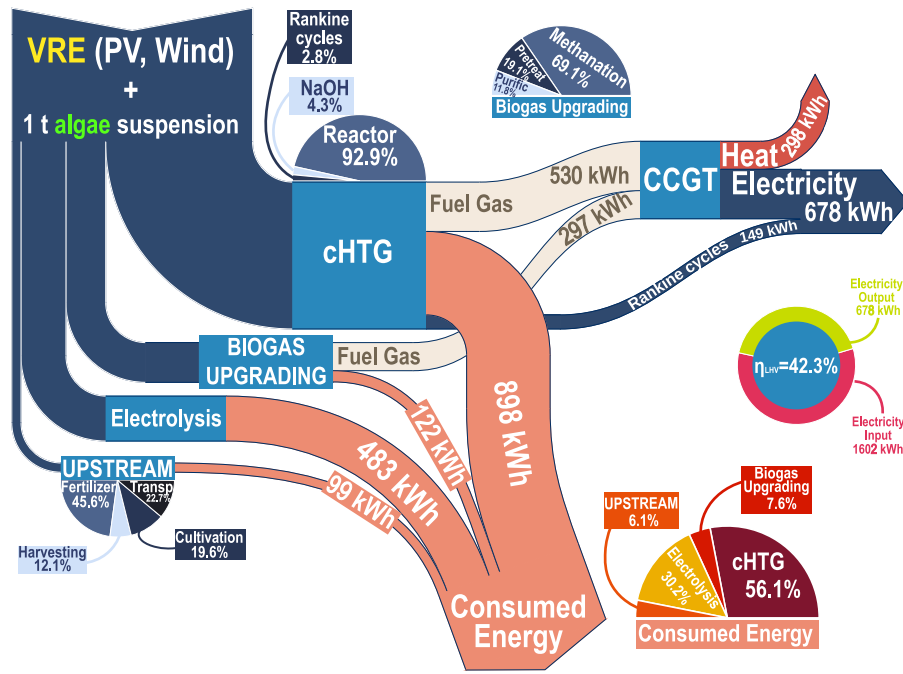 VRE (PV, Wind)
+
1 t algae suspension
Rankine
cycles
2.8%
NaOH
4.3%
Reactor
92.9%
cHTG
Methanation
69.1%
Pretreat
19.1%
Purific
11.8%
Biogas Upgrading
Fuel Gas
530 kWh
297 kWh
CCGT
Heat
298 kWh
Electricity
678 kWh
Rankine cycles 149 kWh
BIOGAS
UPGRADING
Fuel Gas
Electrolysis
UPSTREAM
Fertilizer
45.6%
Transp
22.7%
Harvesting
12.1%
Cultivation
19.6%
99 kWh
483 kWh
122 kWh
898 kWh
Consumed
Energy
Electricity
Output
678 kWh
ηLHV=42.3%
Electricity
Input
1602 kWh
UPSTREAM
6.1%
Biogas
Upgrading
7.6%
Electrolysis
30.2%
cHTG
56.1%
Consumed Energy